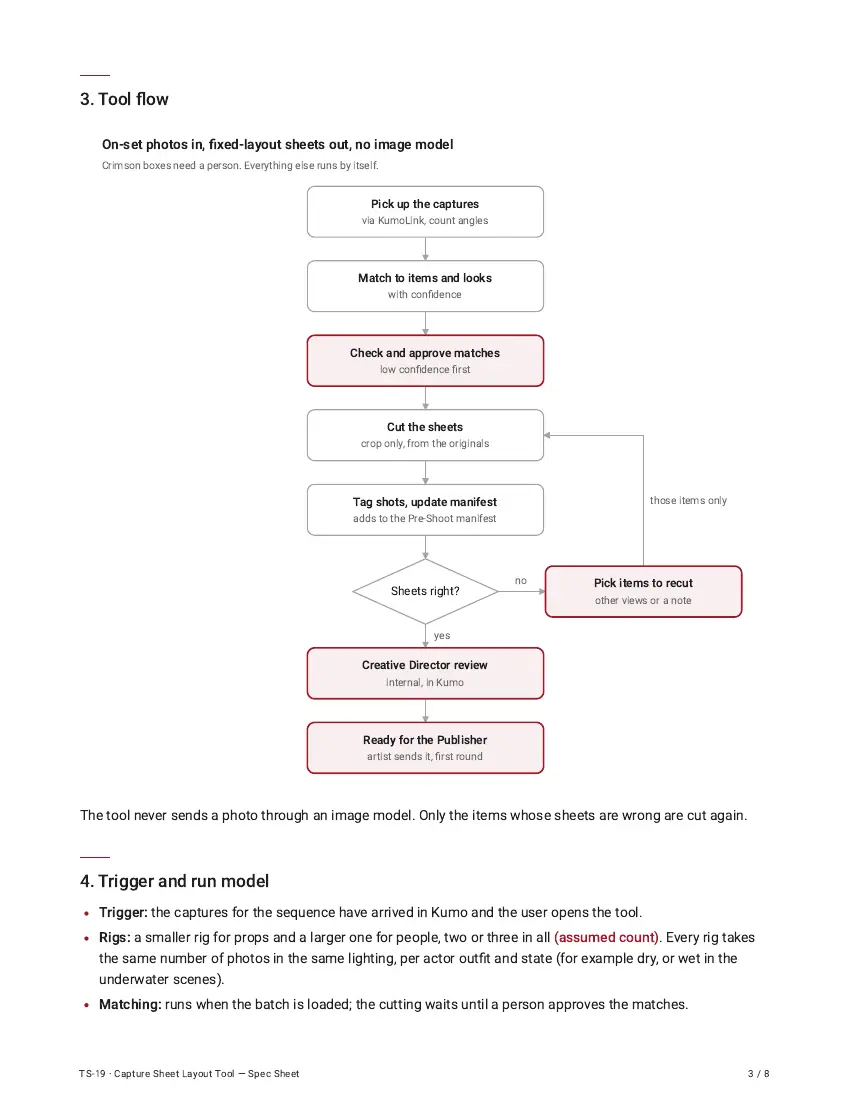 3. Tool flow
On-set photos in, fixed-layout sheets out, no image model
Crimson boxes need a person. Everything else runs by itself.
Pick up the captures
via KumoLink, count angles
Match to items and looks
with confidence
Check and approve matches
low confidence first
Cut the sheets
crop only, from the originals
those items only
Tag shots, update manifest
adds to the Pre-Shoot manifest
Sheets right?
no
Pick items to recut
other views or a note
yes
Creative Director review
internal, in Kumo
Ready for the Publisher
artist sends it, first round
The tool never sends a photo through an image model. Only the items whose sheets are wrong are cut again.
4. Trigger and run model
• Trigger: the captures for the sequence have arrived in Kumo and the user opens the tool.
• Rigs: a smaller rig for props and a larger one for people, two or three in all (assumed count). Every rig takes
the same number of photos in the same lighting, per actor outfit and state (for example dry, or wet in the
underwater scenes).
• Matching: runs when the batch is loaded; the cutting waits until a person approves the matches.
TS-19 · Capture Sheet Layout Tool — Spec Sheet
3 / 8